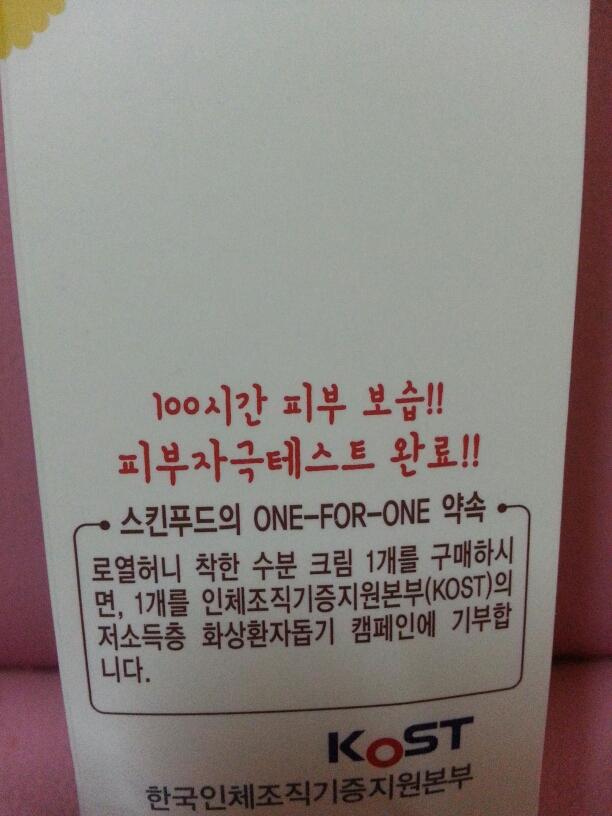 100시간 피부 보습!!
피부자극테스트 완료!!
스킨푸드의 ONE-FOR-ONE 약속
로열허니 착한 수분 크림 1개를 구매하시
면, 1개를 인체조직기증지원본부(KOST)의
저소득층 화상환자돕기 캠페인에 기부합
니다.
KOST
한국인체조직기증지원본부